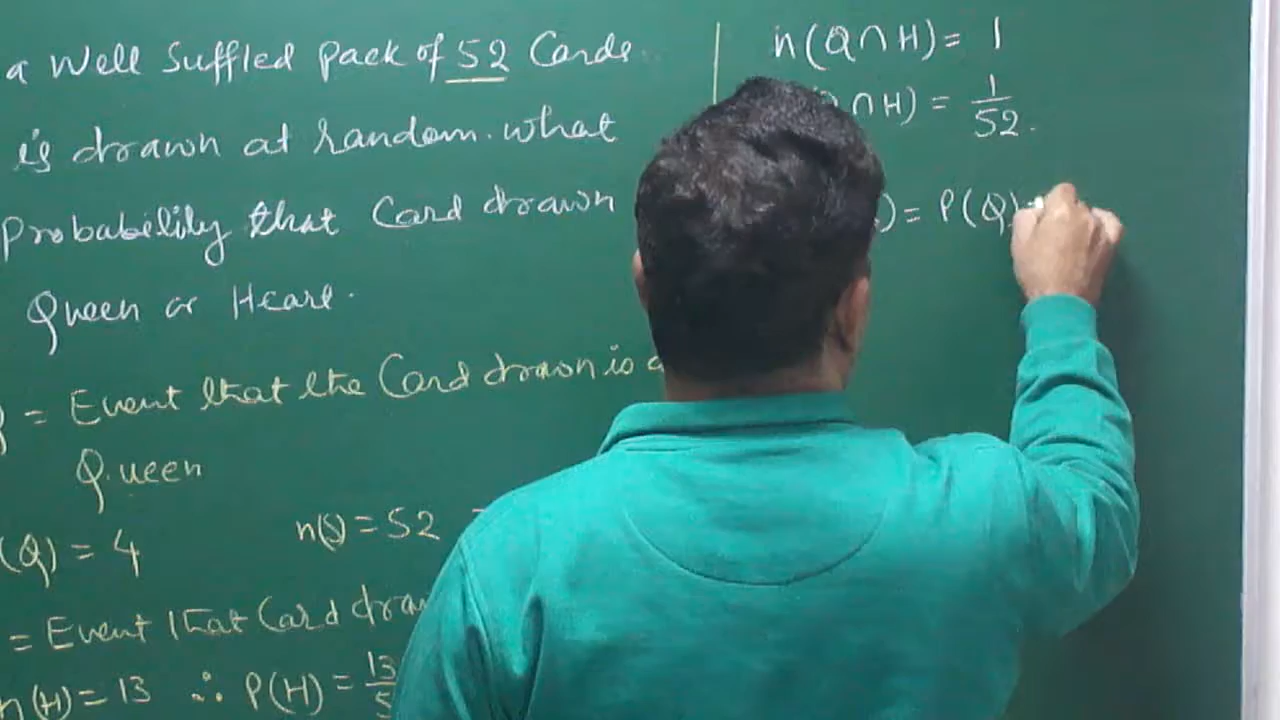 a Well Suffled Pack of 52 Cards
is drawn at random. what
Probability that Card drawn
Queen or Heart.
= Event that the Card drawn is a
Queen
(Q) = 4 n(S) = 52
= Event that Card draw
n(H) = 13 ∴ P(H) = 13/5
n(Q∩H) = 1
∩H) = 1/52.
) = P(Q)